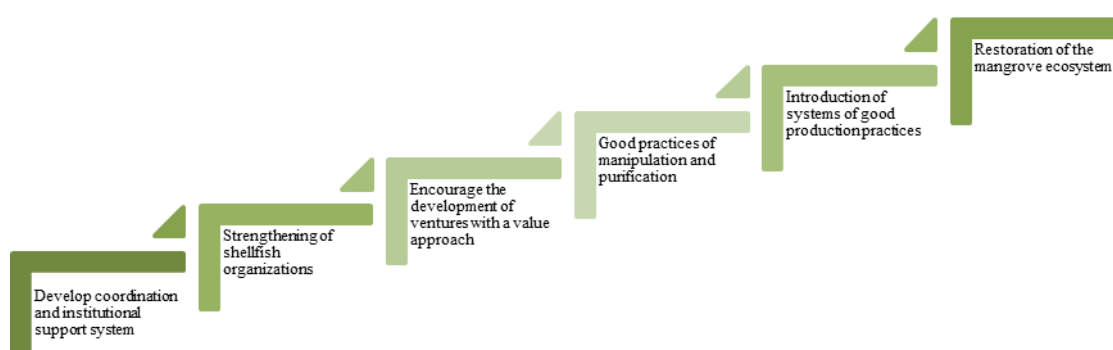 Develop coordination
and institutional
support system
Strengthening of
shellfish
organizations
Encourage the
development of
ventures with a value
approach
Good practices of
manipulation and
purification
Introduction of
systems of good
production practices
Restoration of the
mangrove ecosystem